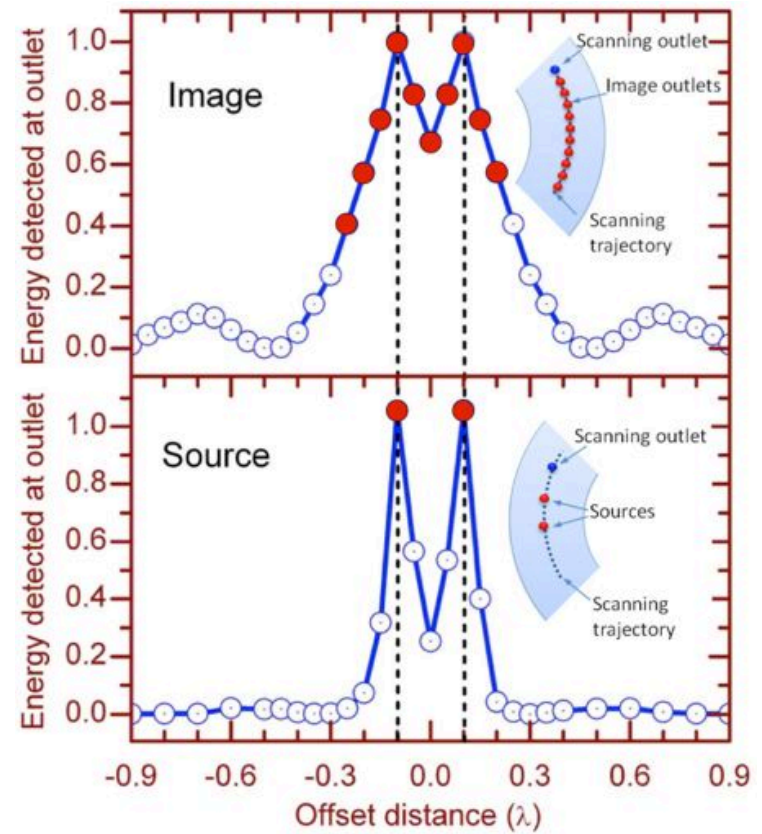 Energy detected at outlet
1.0
0.8
0.6
0.4
0.2
0.0
Image
Scanning outlet
Image outlets
Scanning
trajectory
Energy detected at outlet
1.0
0.8
0.6
0.4
0.2
0.0
Source
Scanning outlet
Sources
Scanning
trajectory
-0.9 -0.6 -0.3 0.0 0.3 0.6 0.9
Offset distance (λ)